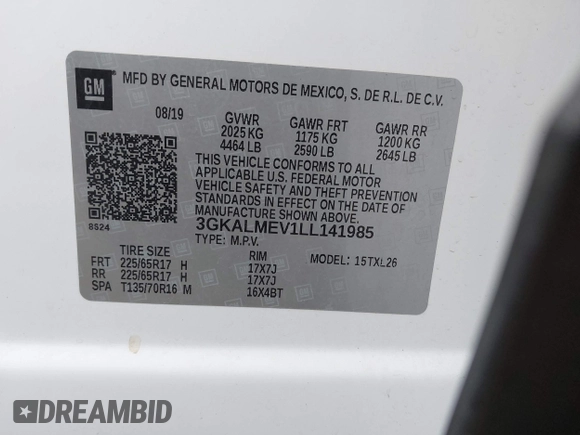 GM
MFD BY GENERAL MOTORS DE MEXICO, S. DE R.L. DE C.V.
08/19 GVWR GAWR FRT GAWR RR
2025 KG 1175 KG 1200 KG
4464 LB 2590 LB 2645 LB
THIS VEHICLE CONFORMS TO ALL
APPLICABLE U.S. FEDERAL MOTOR
VEHICLE SAFETY AND THEFT PREVENTION
STANDARDS IN EFFECT ON THE DATE OF
MANUFACTURE SHOWN ABOVE.
8S24
3GKALMEV1LL141985
TYPE: M.P.V.
TIRE SIZE RIM MODEL: 15TXL26
FRT 225/65R17 H 17X7J
RR 225/65R17 H 17X7J
SPA T135/70R16 M 16X4BT
DREAMBID